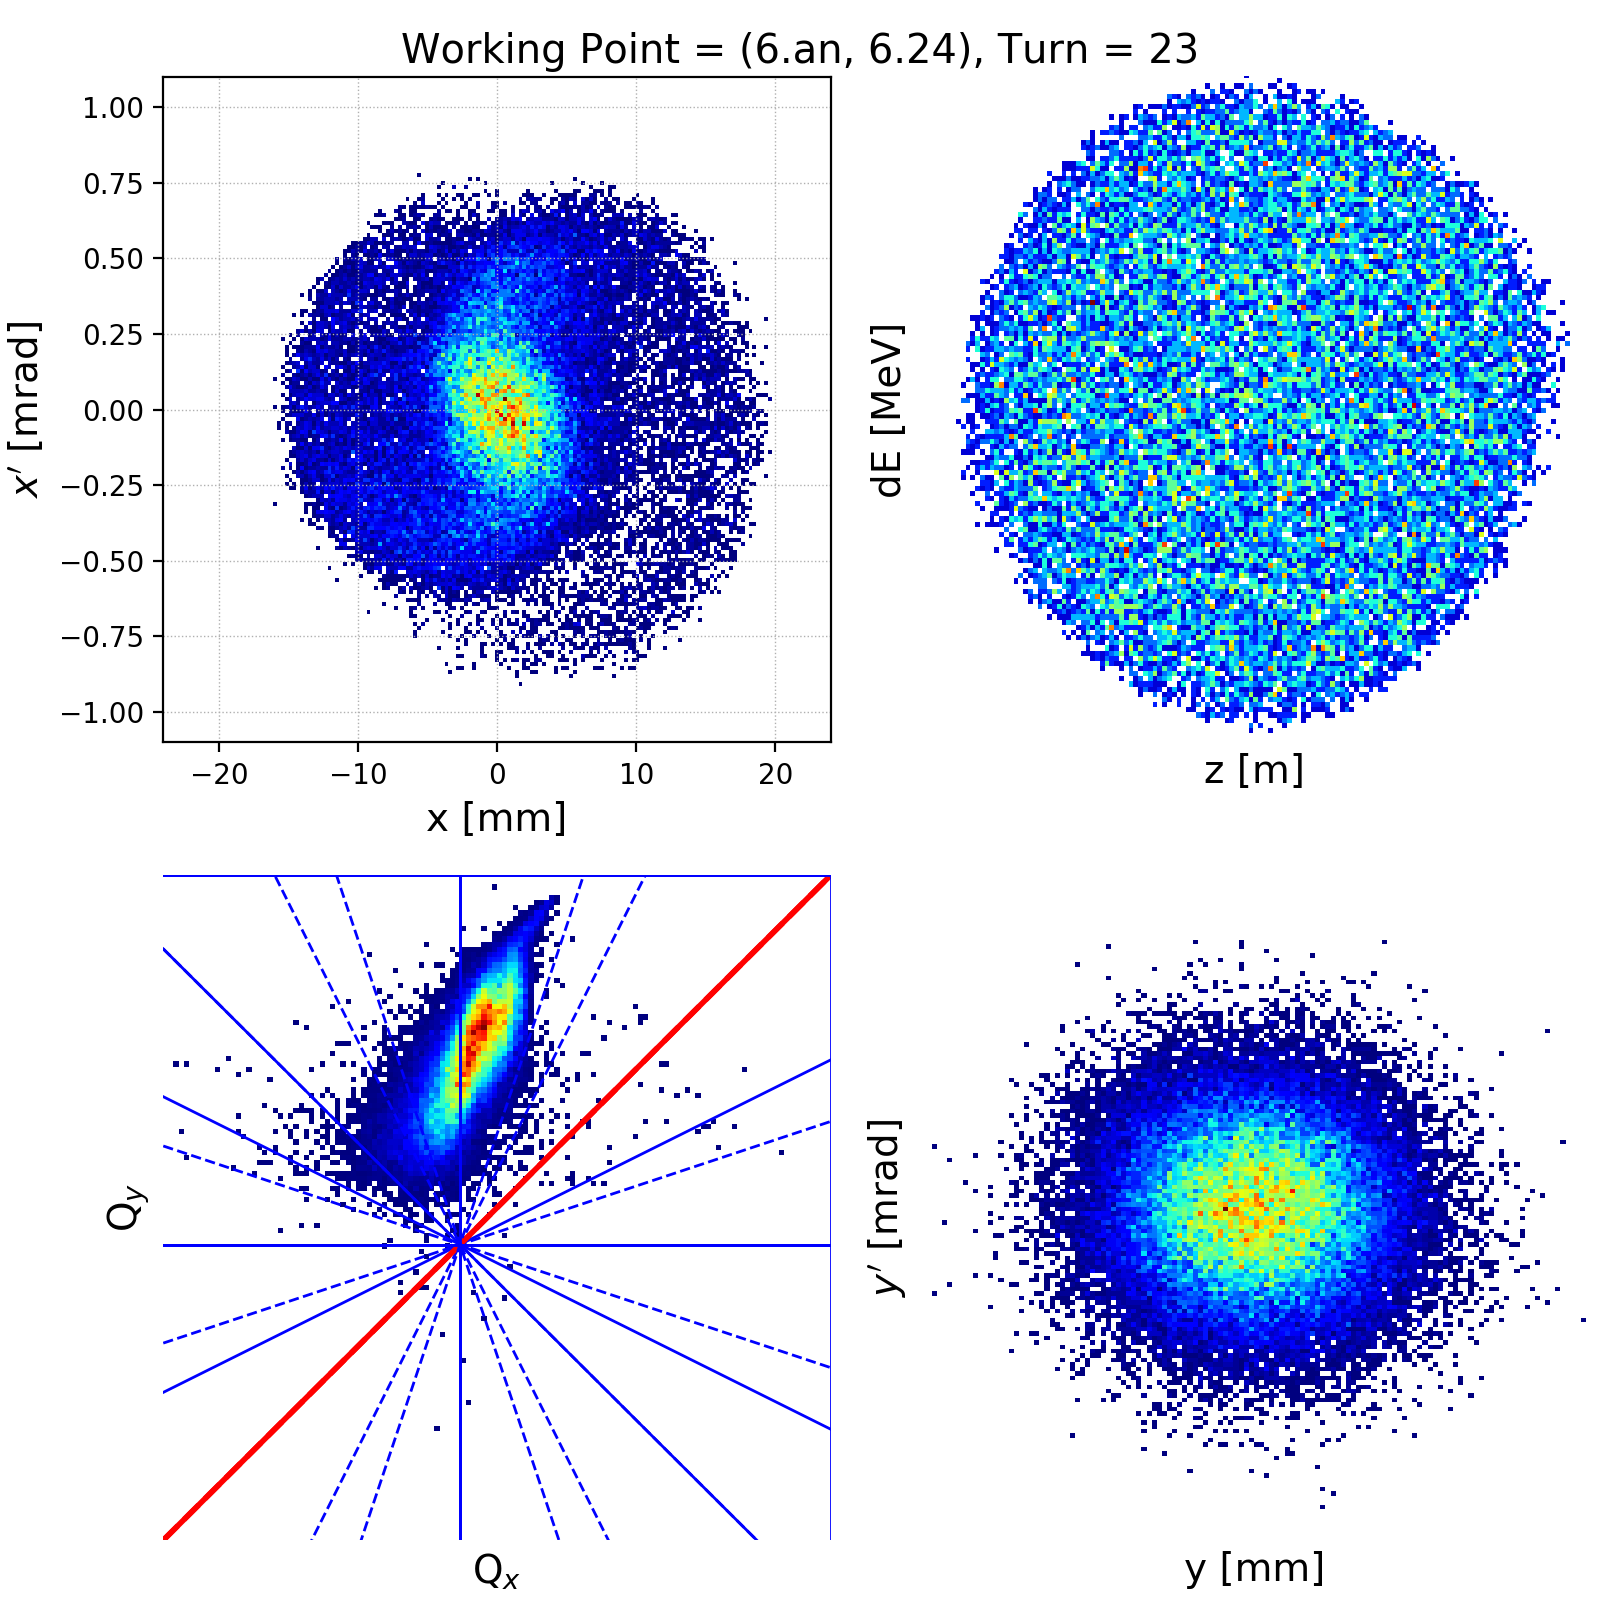 Working Point = (6.an, 6.24), Turn = 23
1.00
0.75
0.50
0.25
0.00
−0.25
−0.50
−0.75
−1.00
x′ [mrad]
−20 −10 0 10 20
x [mm]
dE [MeV]
z [m]
Qy
Qx
y′ [mrad]
y [mm]